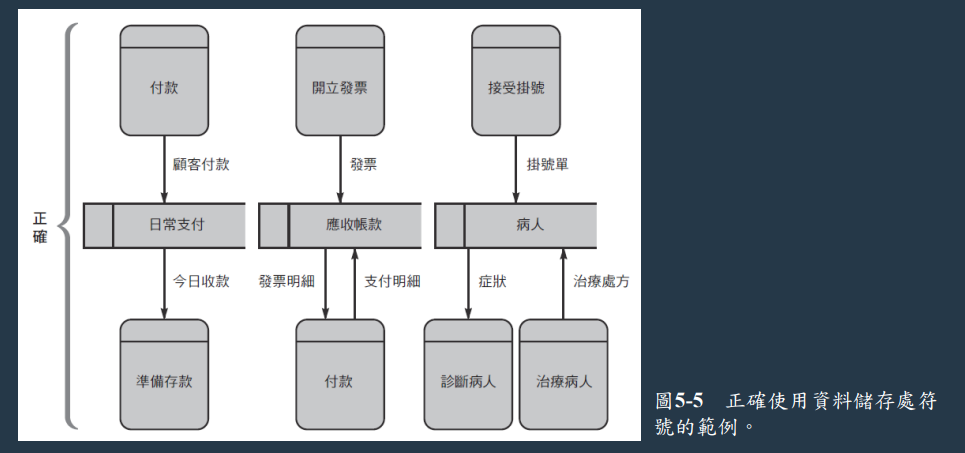 付款
開立發票
接受掛號
顧客付款
發票
掛號單
正確
日常支付
應收帳款
病人
今日收款
發票明細
支付明細
症狀
治療處方
準備存款
付款
診斷病人
治療病人
圖5-5 正確使用資料儲存處符
號的範例。